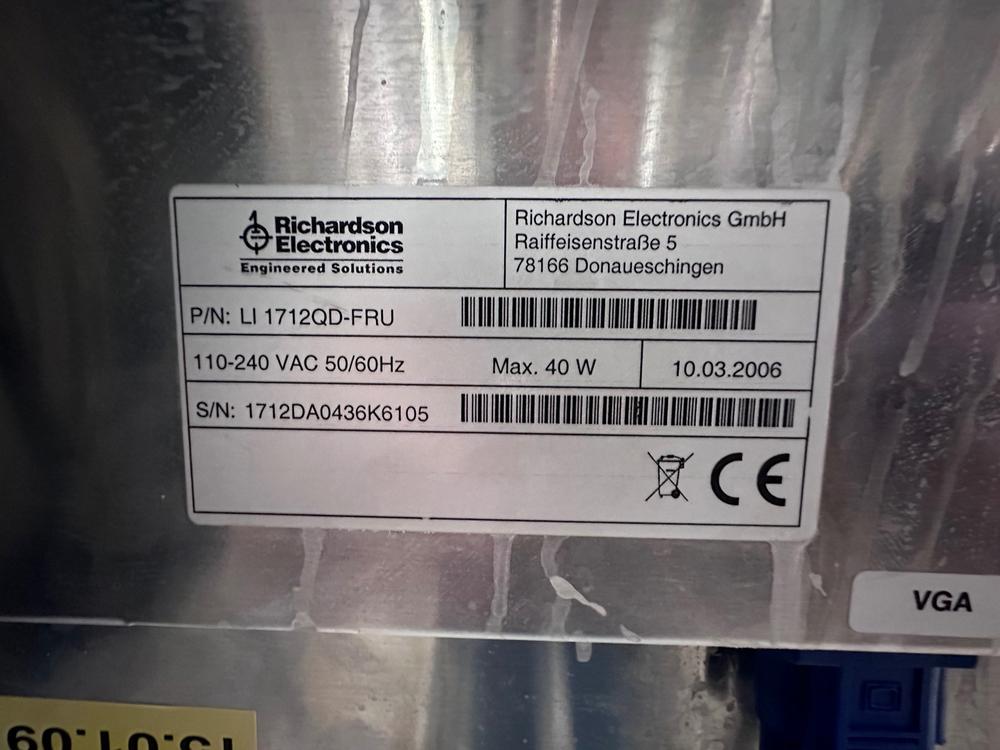 Richardson
Electronics
Engineered Solutions
Richardson Electronics GmbH
Raiffeisenstraße 5
78166 Donaueschingen
P/N: LI 1712QD-FRU
110-240 VAC 50/60Hz
Max. 40 W
10.03.2006
S/N: 1712DA0436K6105
CE
VGA